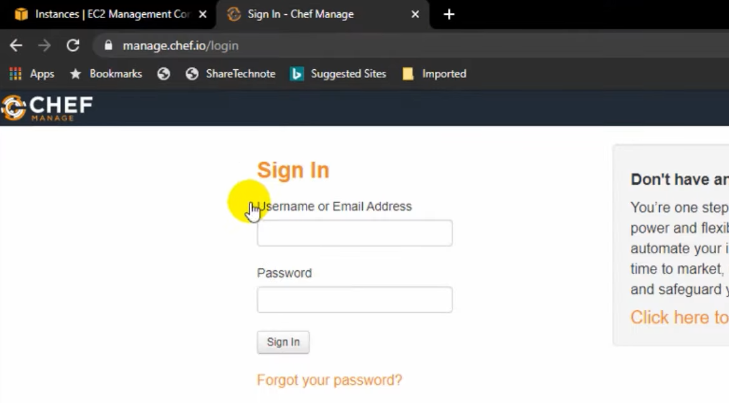 Instances | EC2 Management Con
Sign In - Chef Manage
manage.chef.io/login
Apps
Bookmarks
ShareTechnote
Suggested Sites
Imported
CHEF
MANAGE
Sign In
Username or Email Address
Password
Sign In
Forgot your password?
Don't have an
You're one step
power and flexib
automate your i
time to market,
and safeguard y
Click here to